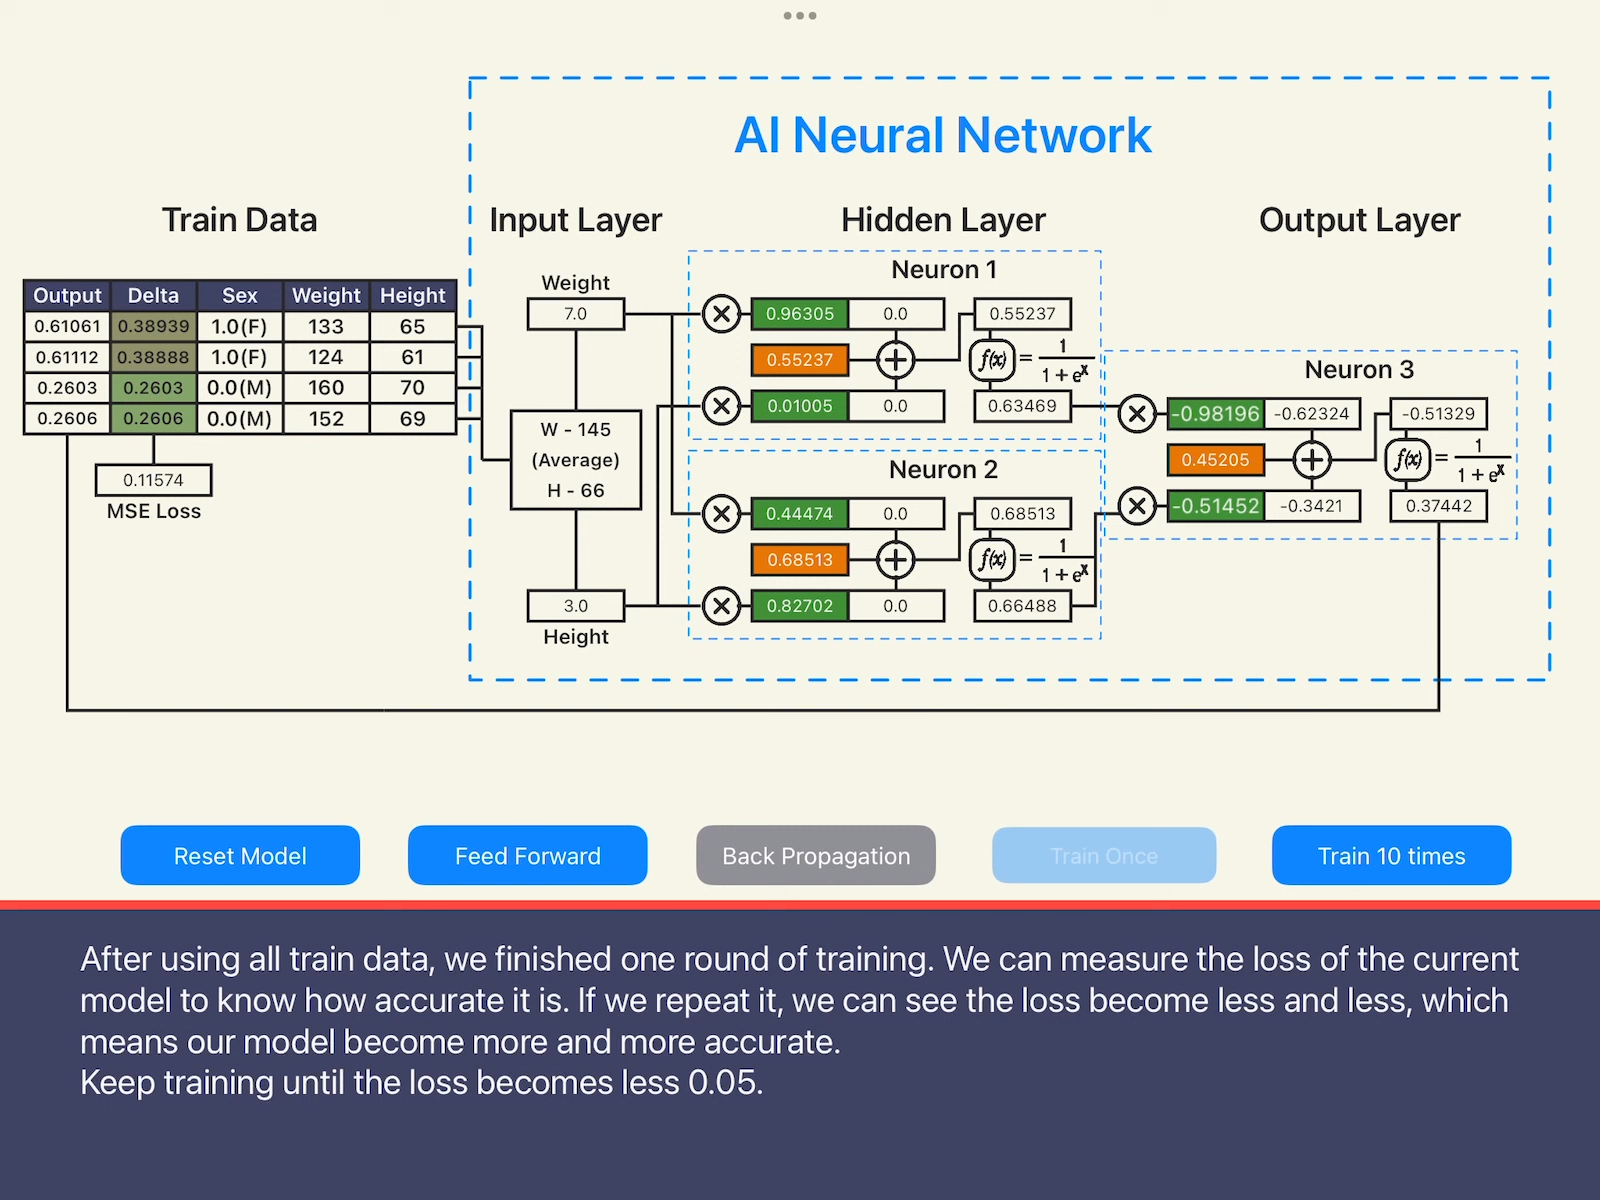 AI Neural Network
Train Data
Input Layer
Hidden Layer
Output Layer
Output Delta Sex Weight Height
0.61061 0.38939 1.0(F) 133 65
0.61112 0.38888 1.0(F) 124 61
0.2603 0.2603 0.0(M) 160 70
0.2606 0.2606 0.0(M) 152 69
0.11574
MSE Loss
Weight
7.0
W - 145
(Average)
H - 66
3.0
Height
Neuron 1
0.96305 0.0 0.55237
0.55237 + f(x) = 1
1 + eˣ
0.01005 0.0 0.63469
Neuron 2
0.44474 0.0 0.68513
0.68513 + f(x) = 1
1 + eˣ
0.82702 0.0 0.66488
Neuron 3
-0.98196 -0.62324 -0.51329
0.45205 + f(x) = 1
1 + eˣ
-0.51452 -0.3421 0.37442
Reset Model
Feed Forward
Back Propagation
Train Once
Train 10 times
After using all train data, we finished one round of training. We can measure the loss of the current
model to know how accurate it is. If we repeat it, we can see the loss become less and less, which
means our model become more and more accurate.
Keep training until the loss becomes less 0.05.